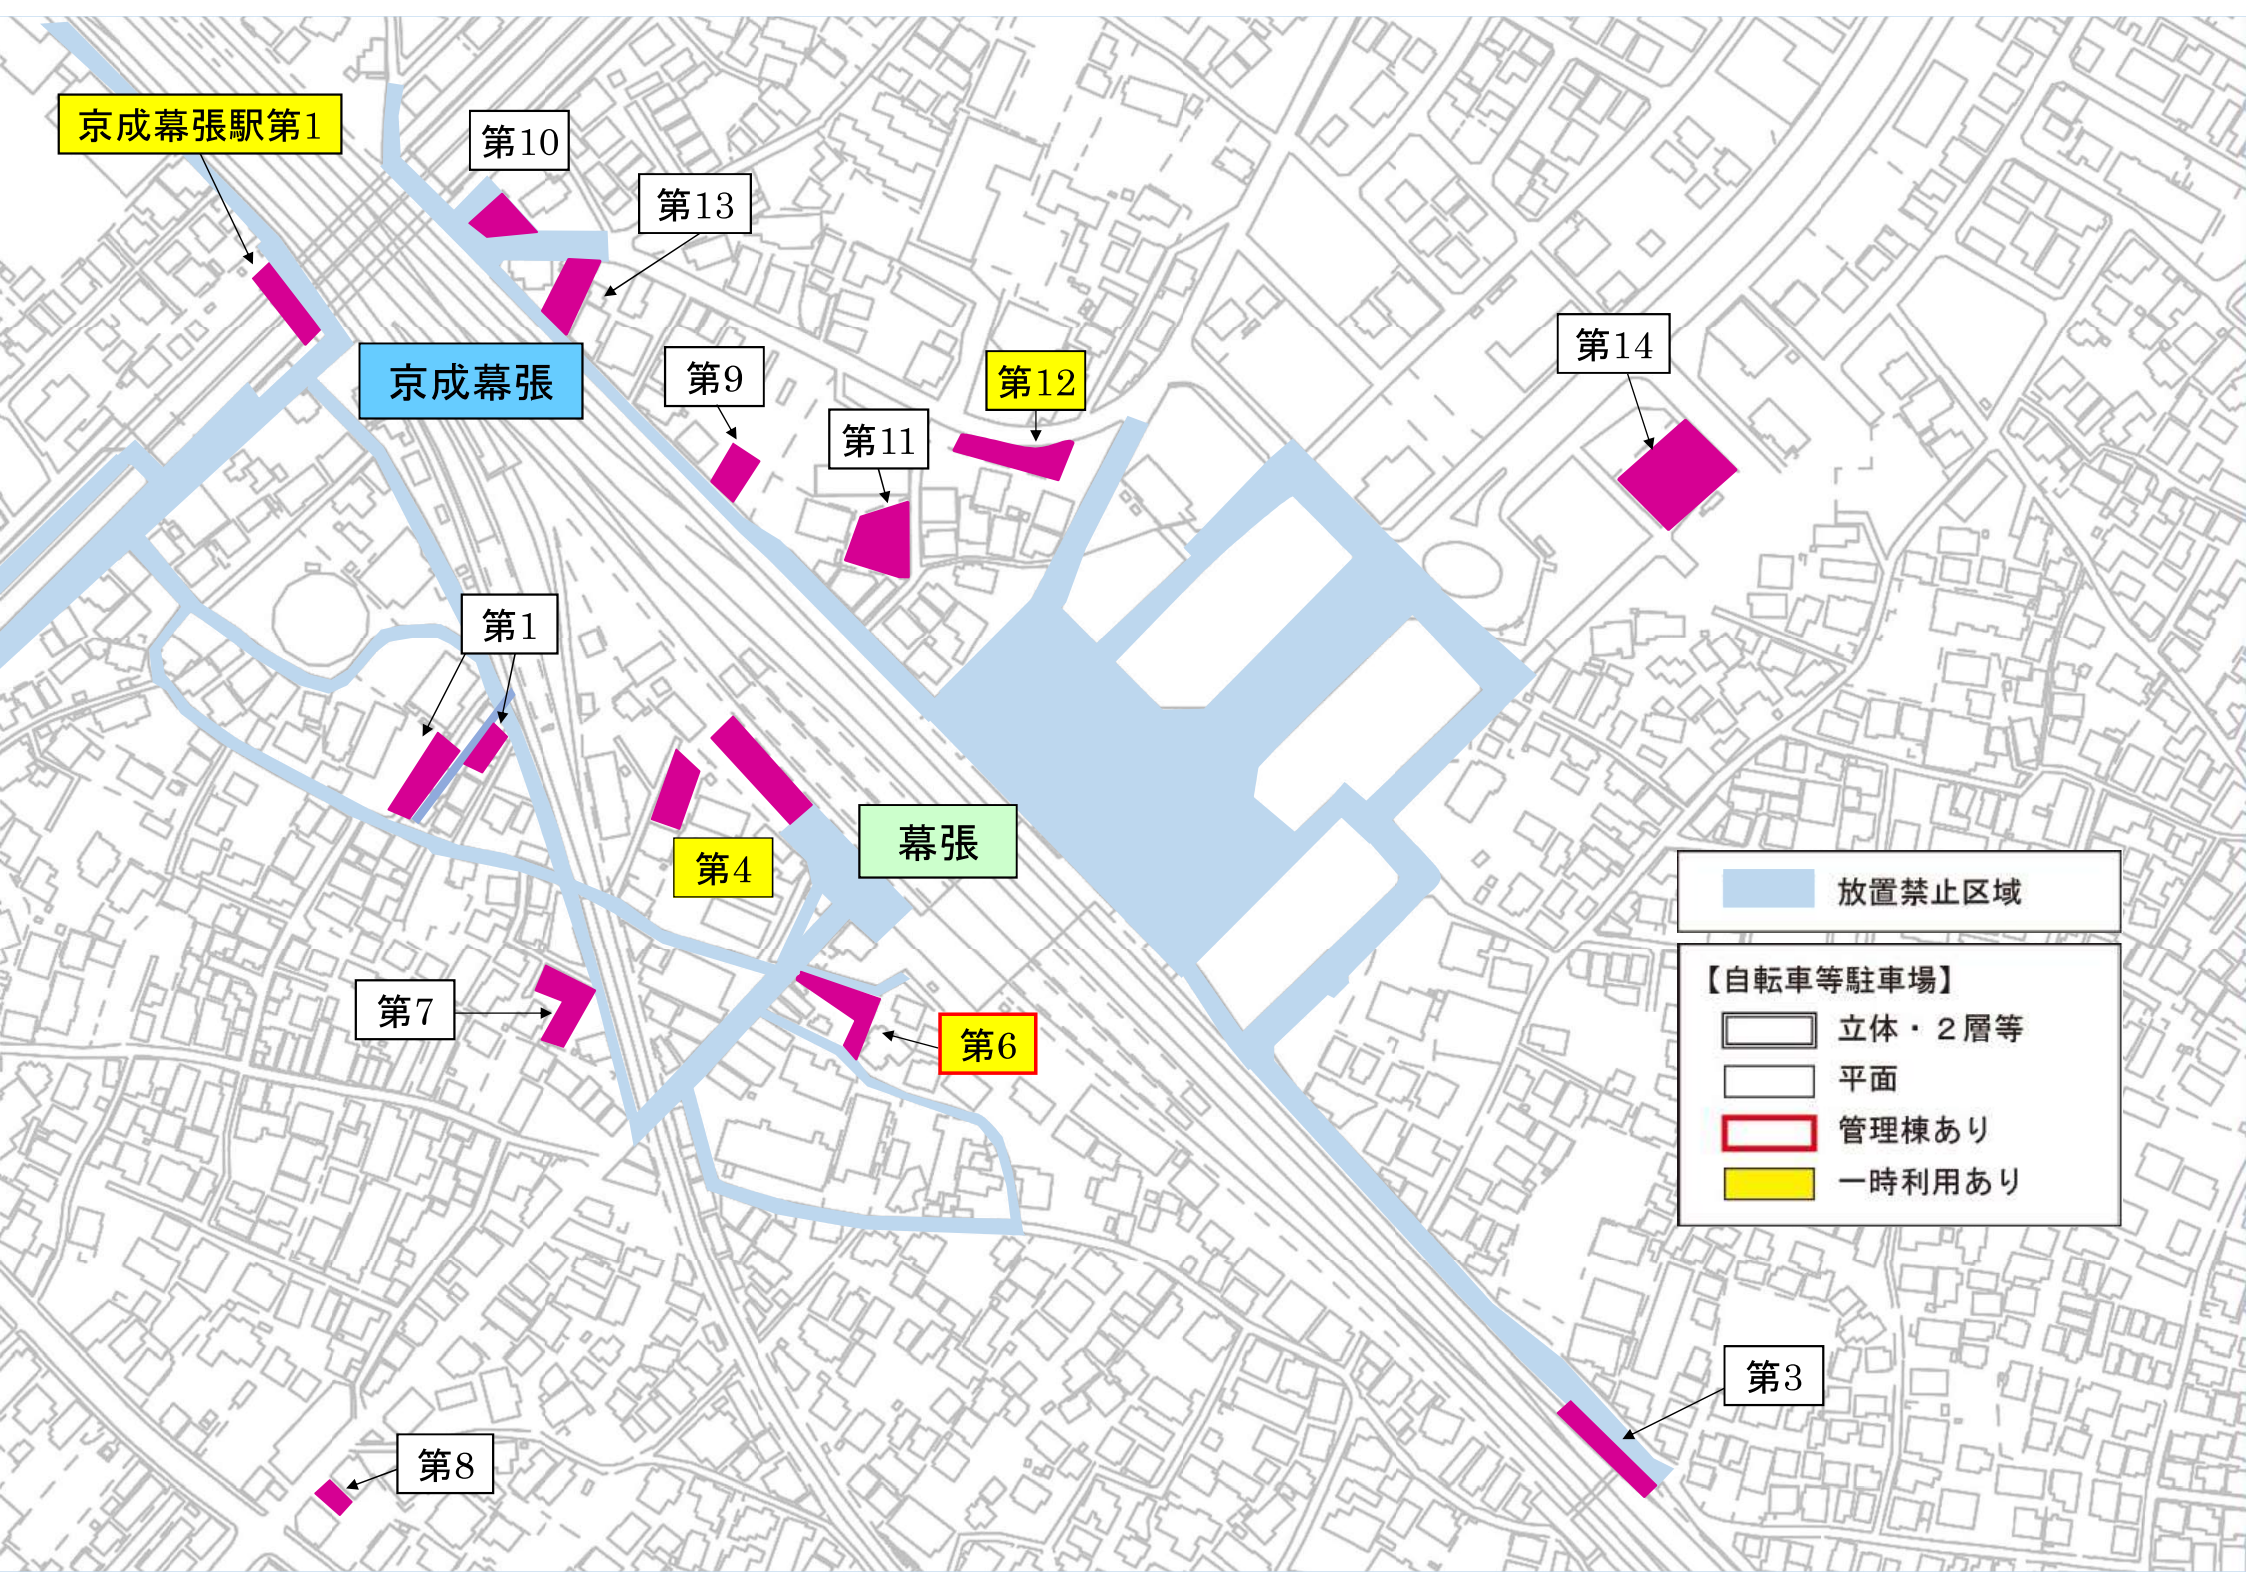 京成幕張駅第1
第10
第13
第14
京成幕張
第9
第12
第11
第1
幕張
第4
放置禁止区域
【自転車等駐車場】
立体・２層等
平面
管理棟あり
一時利用あり
第7
第6
第3
第8